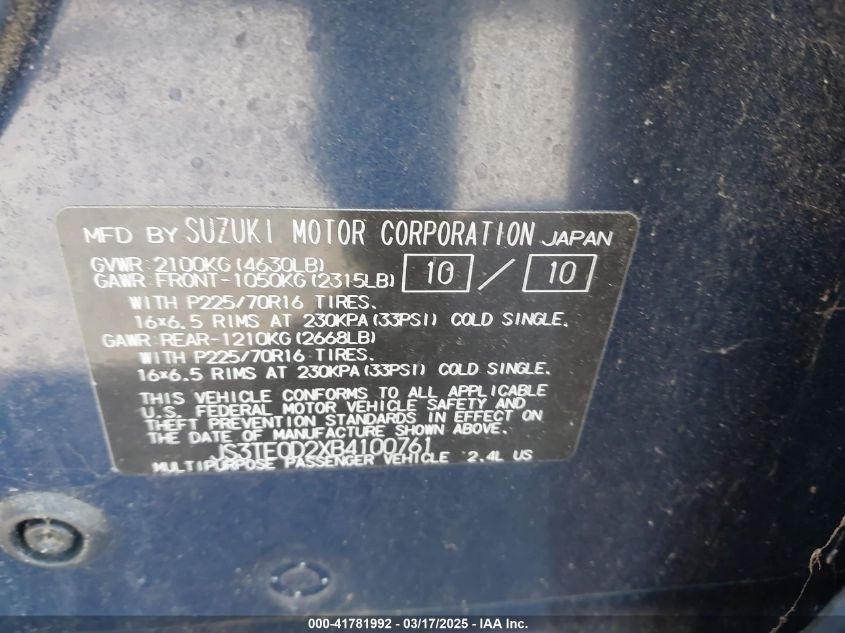 MFD BY SUZUKI MOTOR CORPORATION JAPAN
GVWR:2100KG(4630LB)
GAWR:FRONT-1050KG(2315LB) 10 / 10
WITH P225/70R16 TIRES.
16×6.5 RIMS AT 230KPA(33PSI) COLD SINGLE.
GAWR:REAR-1210KG(2668LB)
WITH P225/70R16 TIRES.
16×6.5 RIMS AT 230KPA(33PSI) COLD SINGLE.
THIS VEHICLE CONFORMS TO ALL APPLICABLE
U.S. FEDERAL MOTOR VEHICLE SAFETY AND
THEFT PREVENTION STANDARDS IN EFFECT ON
THE DATE OF MANUFACTURE SHOWN ABOVE.
JS3TE0D2XB4100761
MULTIPURPOSE PASSENGER VEHICLE 2.4L US
000-41781992 / 03/17/2025 - IAA Inc.